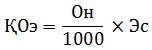 ҚОэ = Он / 1000 × Эс